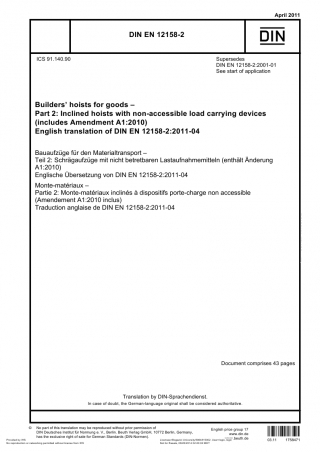 April 2011
DIN EN 12158-2
DIN
ICS 91.140.90
Supersedes
DIN EN 12158-2:2001-01
See start of application
Builders' hoists for goods –
Part 2: Inclined hoists with non-accessible load carrying devices
(includes Amendment A1:2010)
English translation of DIN EN 12158-2:2011-04
Bauaufzüge für den Materialtransport –
Teil 2: Schrägaufzüge mit nicht betretbaren Lastaufnahmemitteln (enthält Änderung
A1:2010)
Englische Übersetzung von DIN EN 12158-2:2011-04
Monte-matériaux –
Partie 2: Monte-matériaux inclinés à dispositifs porte-charge non accessible
(Amendement A1:2010 inclus)
Traduction anglaise de DIN EN 12158-2:2011-04
Document comprises 43 pages
Translation by DIN-Sprachendienst.
In case of doubt, the German-language original shall be considered authoritative.
© No part of this translation may be reproduced without prior permission of
DIN Deutsches Institut für Normung e. V., Berlin. Beuth Verlag GmbH, 10772 Berlin, Germany,
has the exclusive right of sale for German Standards (DIN-Normen).
English price group 17
www.din.de
www.beuth.de
03.11
1756671